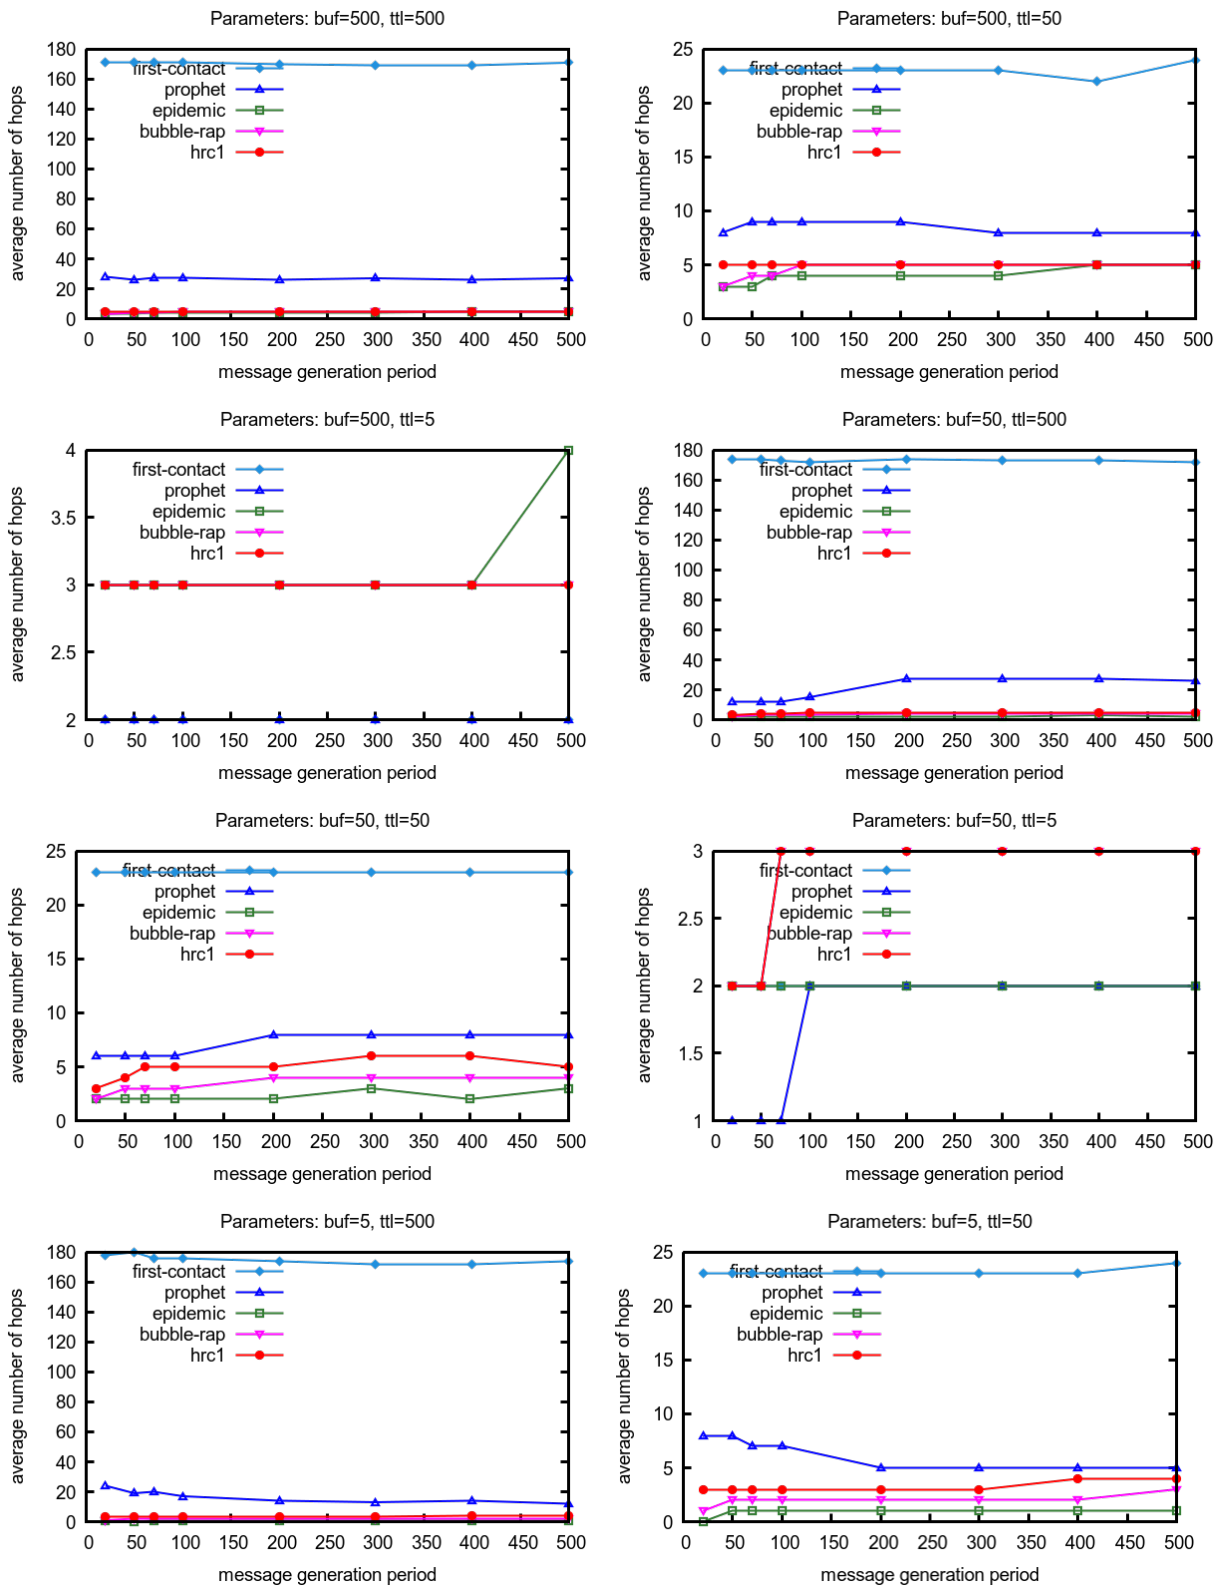 Parameters: buf=500, ttl=500
average number of hops
180
160
140
120
100
80
60
40
20
0
first-contact
prophet
epidemic
bubble-rap
hrc1
0 50 100 150 200 250 300 350 400 450 500
message generation period
Parameters: buf=500, ttl=50
average number of hops
25
20
15
10
5
0
first-contact
prophet
epidemic
bubble-rap
hrc1
0 50 100 150 200 250 300 350 400 450 500
message generation period
Parameters: buf=500, ttl=5
average number of hops
4
3.5
3
2.5
2
first-contact
prophet
epidemic
bubble-rap
hrc1
0 50 100 150 200 250 300 350 400 450 500
message generation period
Parameters: buf=50, ttl=500
average number of hops
180
160
140
120
100
80
60
40
20
0
first-contact
prophet
epidemic
bubble-rap
hrc1
0 50 100 150 200 250 300 350 400 450 500
message generation period
Parameters: buf=50, ttl=50
average number of hops
25
20
15
10
5
0
first-contact
prophet
epidemic
bubble-rap
hrc1
0 50 100 150 200 250 300 350 400 450 500
message generation period
Parameters: buf=50, ttl=5
average number of hops
3
2.5
2
1.5
1
first-contact
prophet
epidemic
bubble-rap
hrc1
0 50 100 150 200 250 300 350 400 450 500
message generation period
Parameters: buf=5, ttl=500
average number of hops
180
160
140
120
100
80
60
40
20
0
first-contact
prophet
epidemic
bubble-rap
hrc1
0 50 100 150 200 250 300 350 400 450 500
message generation period
Parameters: buf=5, ttl=50
average number of hops
25
20
15
10
5
0
first-contact
prophet
epidemic
bubble-rap
hrc1
0 50 100 150 200 250 300 350 400 450 500
message generation period